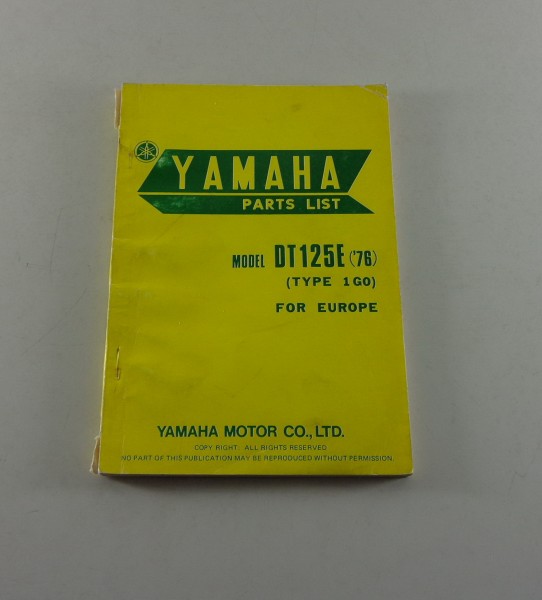 YAMAHA
PARTS LIST
MODEL DT125E ('76)
(TYPE 1G0)
FOR EUROPE
YAMAHA MOTOR CO., LTD.
COPY RIGHT. ALL RIGHTS RESERVED
NO PART OF THIS PUBLICATION MAY BE REPRODUCED WITHOUT PERMISSION.